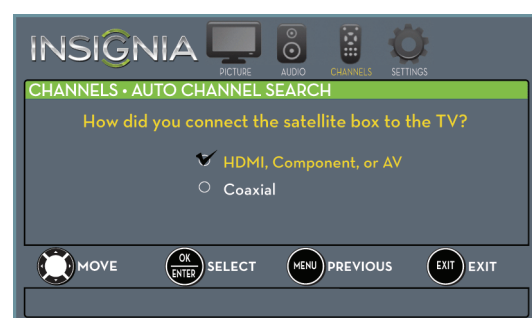 INSIGNIA
PICTURE AUDIO CHANNELS SETTINGS
CHANNELS • AUTO CHANNEL SEARCH
How did you connect the satellite box to the TV?
HDMI, Component, or AV
Coaxial
MOVE OK ENTER SELECT MENU PREVIOUS EXIT EXIT